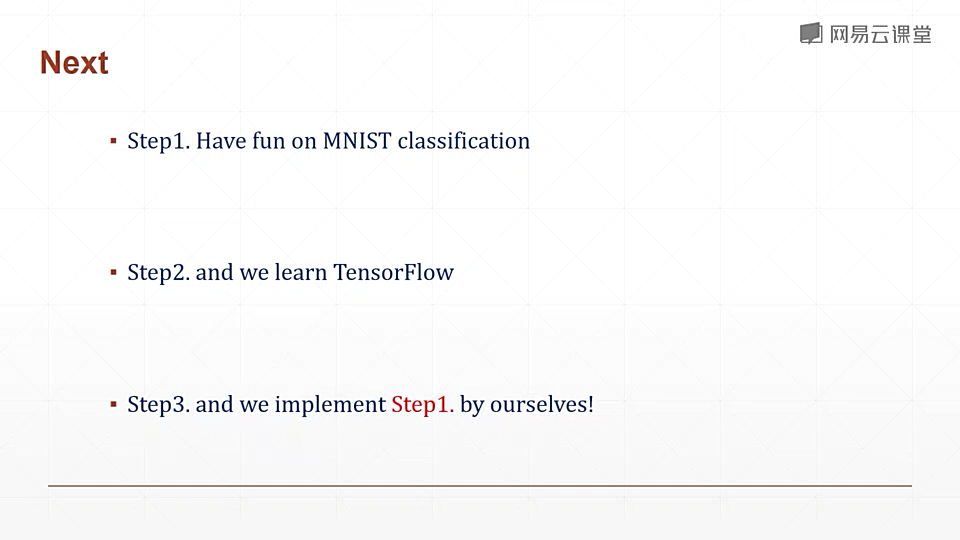 网易云课堂
Next
▪ Step1. Have fun on MNIST classification
▪ Step2. and we learn TensorFlow
▪ Step3. and we implement Step1. by ourselves!